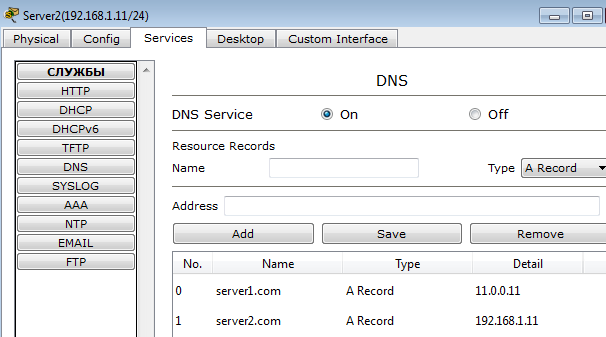 Server2(192.168.1.11/24)
Physical Config Services Desktop Custom Interface
СЛУЖБЫ
HTTP
DHCP
DHCPv6
TFTP
DNS
SYSLOG
AAA
NTP
EMAIL
FTP
DNS
DNS Service On Off
Resource Records
Name Type A Record
Address
Add Save Remove
No. Name Type Detail
0 server1.com A Record 11.0.0.11
1 server2.com A Record 192.168.1.11